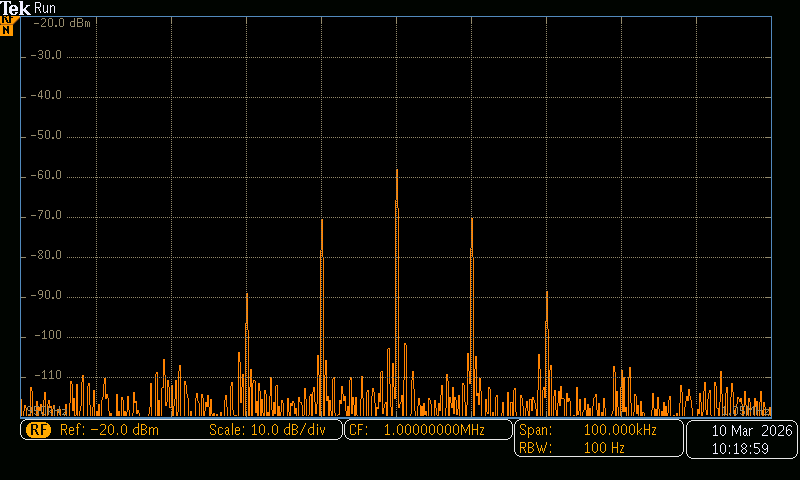 Tek Run
RF
N
-20.0 dBm
-30.0
-40.0
-50.0
-60.0
-70.0
-80.0
-90.0
-100
-110
RF Ref: -20.0 dBm Scale: 10.0 dB/div CF: 1.00000000MHz Span: 100.000kHz
RBW: 100 Hz
10 Mar 2026
10:18:59